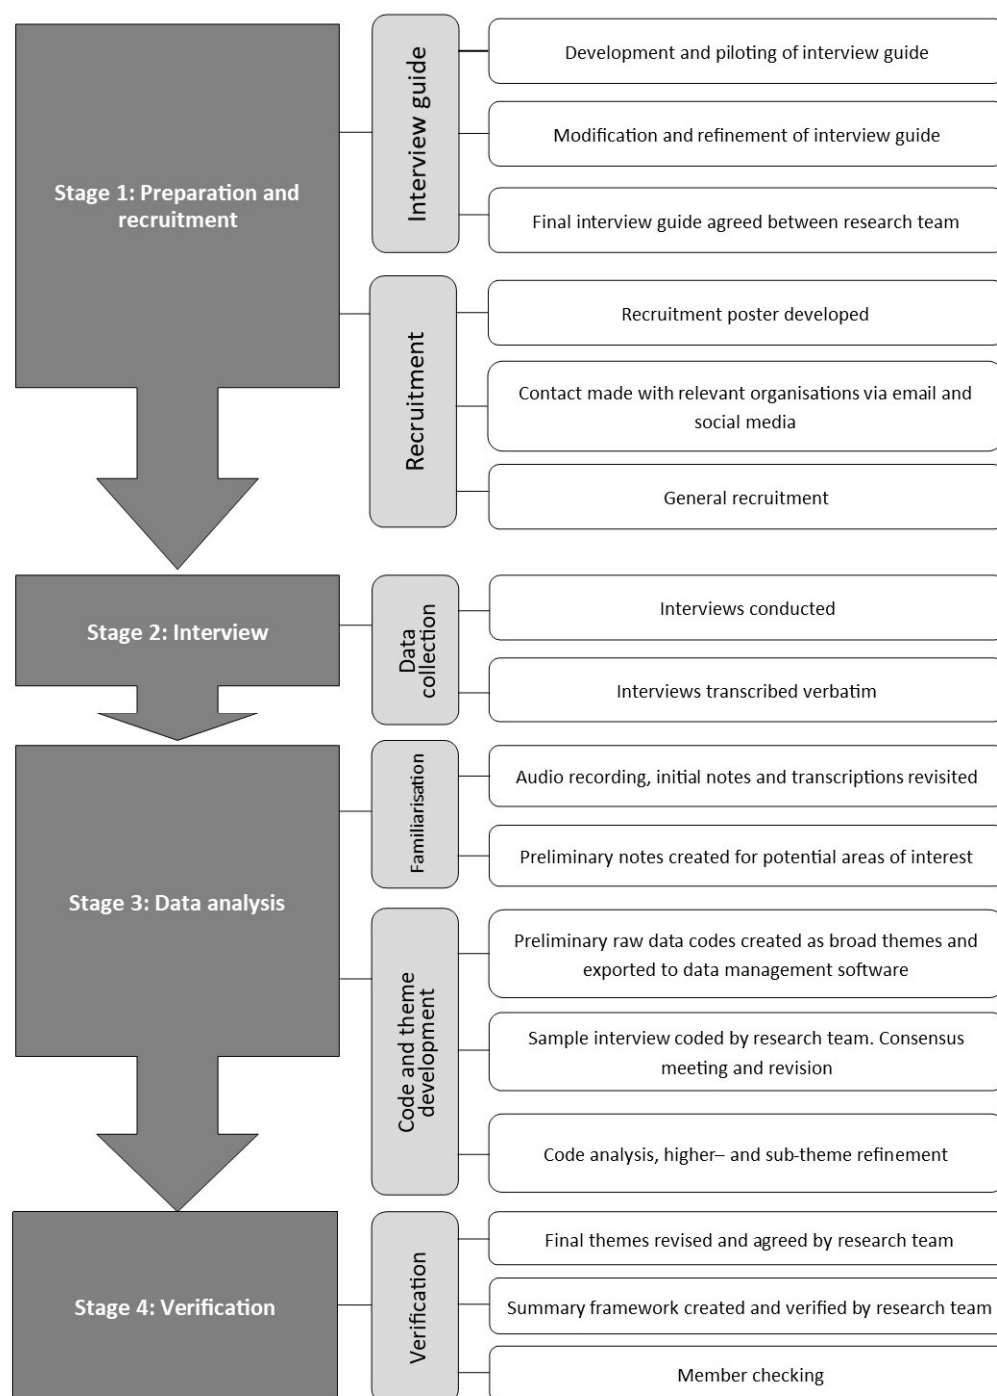 Stage 1: Preparation and
recruitment
Interview guide
Development and piloting of interview guide
Modification and refinement of interview guide
Final interview guide agreed between research team
Recruitment
Recruitment poster developed
Contact made with relevant organisations via email and
social media
General recruitment
Stage 2: Interview
Data
collection
Interviews conducted
Interviews transcribed verbatim
Stage 3: Data analysis
Familiarisation
Audio recording, initial notes and transcriptions revisited
Preliminary notes created for potential areas of interest
Code and theme
development
Preliminary raw data codes created as broad themes and
exported to data management software
Sample interview coded by research team. Consensus
meeting and revision
Code analysis, higher– and sub-theme refinement
Stage 4: Verification
Verification
Final themes revised and agreed by research team
Summary framework created and verified by research team
Member checking